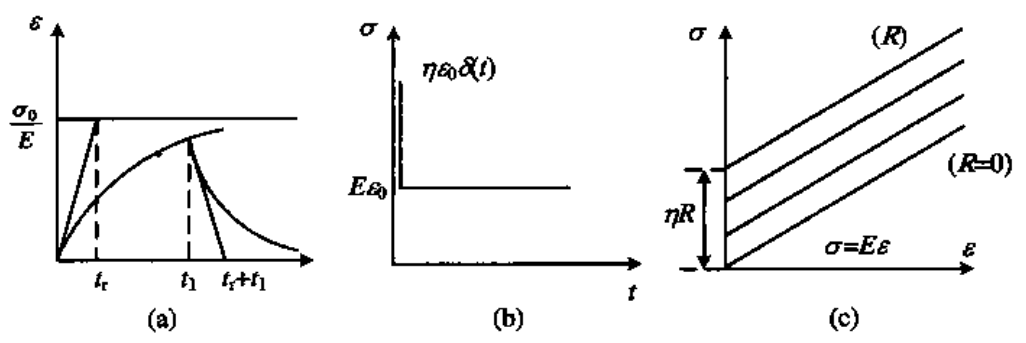 ε
σ₀
E
tᵣ
t₁
tᵣ+t₁
(a)
σ
ηε₀δ(t)
Eε₀
t
(b)
σ
(R)
(R=0)
ηR
σ=Eε
ε
(c)